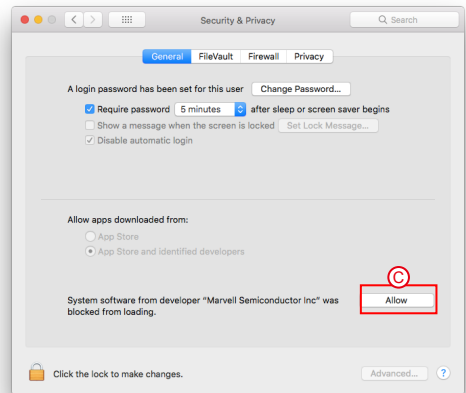 Security & Privacy
Search
General FileVault Firewall Privacy
A login password has been set for this user Change Password...
Require password 5 minutes after sleep or screen saver begins
Show a message when the screen is locked Set Lock Message...
Disable automatic login
Allow apps downloaded from:
App Store
App Store and identified developers
C
System software from developer “Marvell Semiconductor Inc” was Allow
blocked from loading.
Click the lock to make changes. Advanced... ?